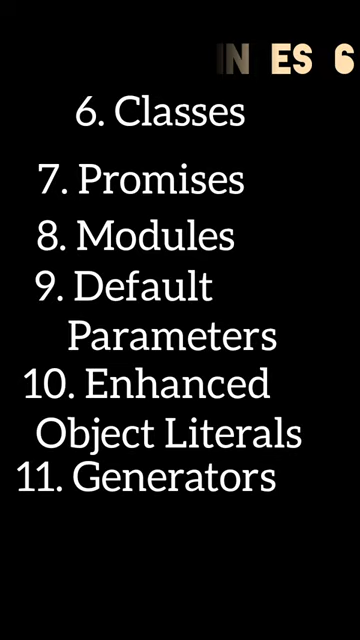 IN ES 6
6. Classes
7. Promises
8. Modules
9. Default
Parameters
10. Enhanced
Object Literals
11. Generators